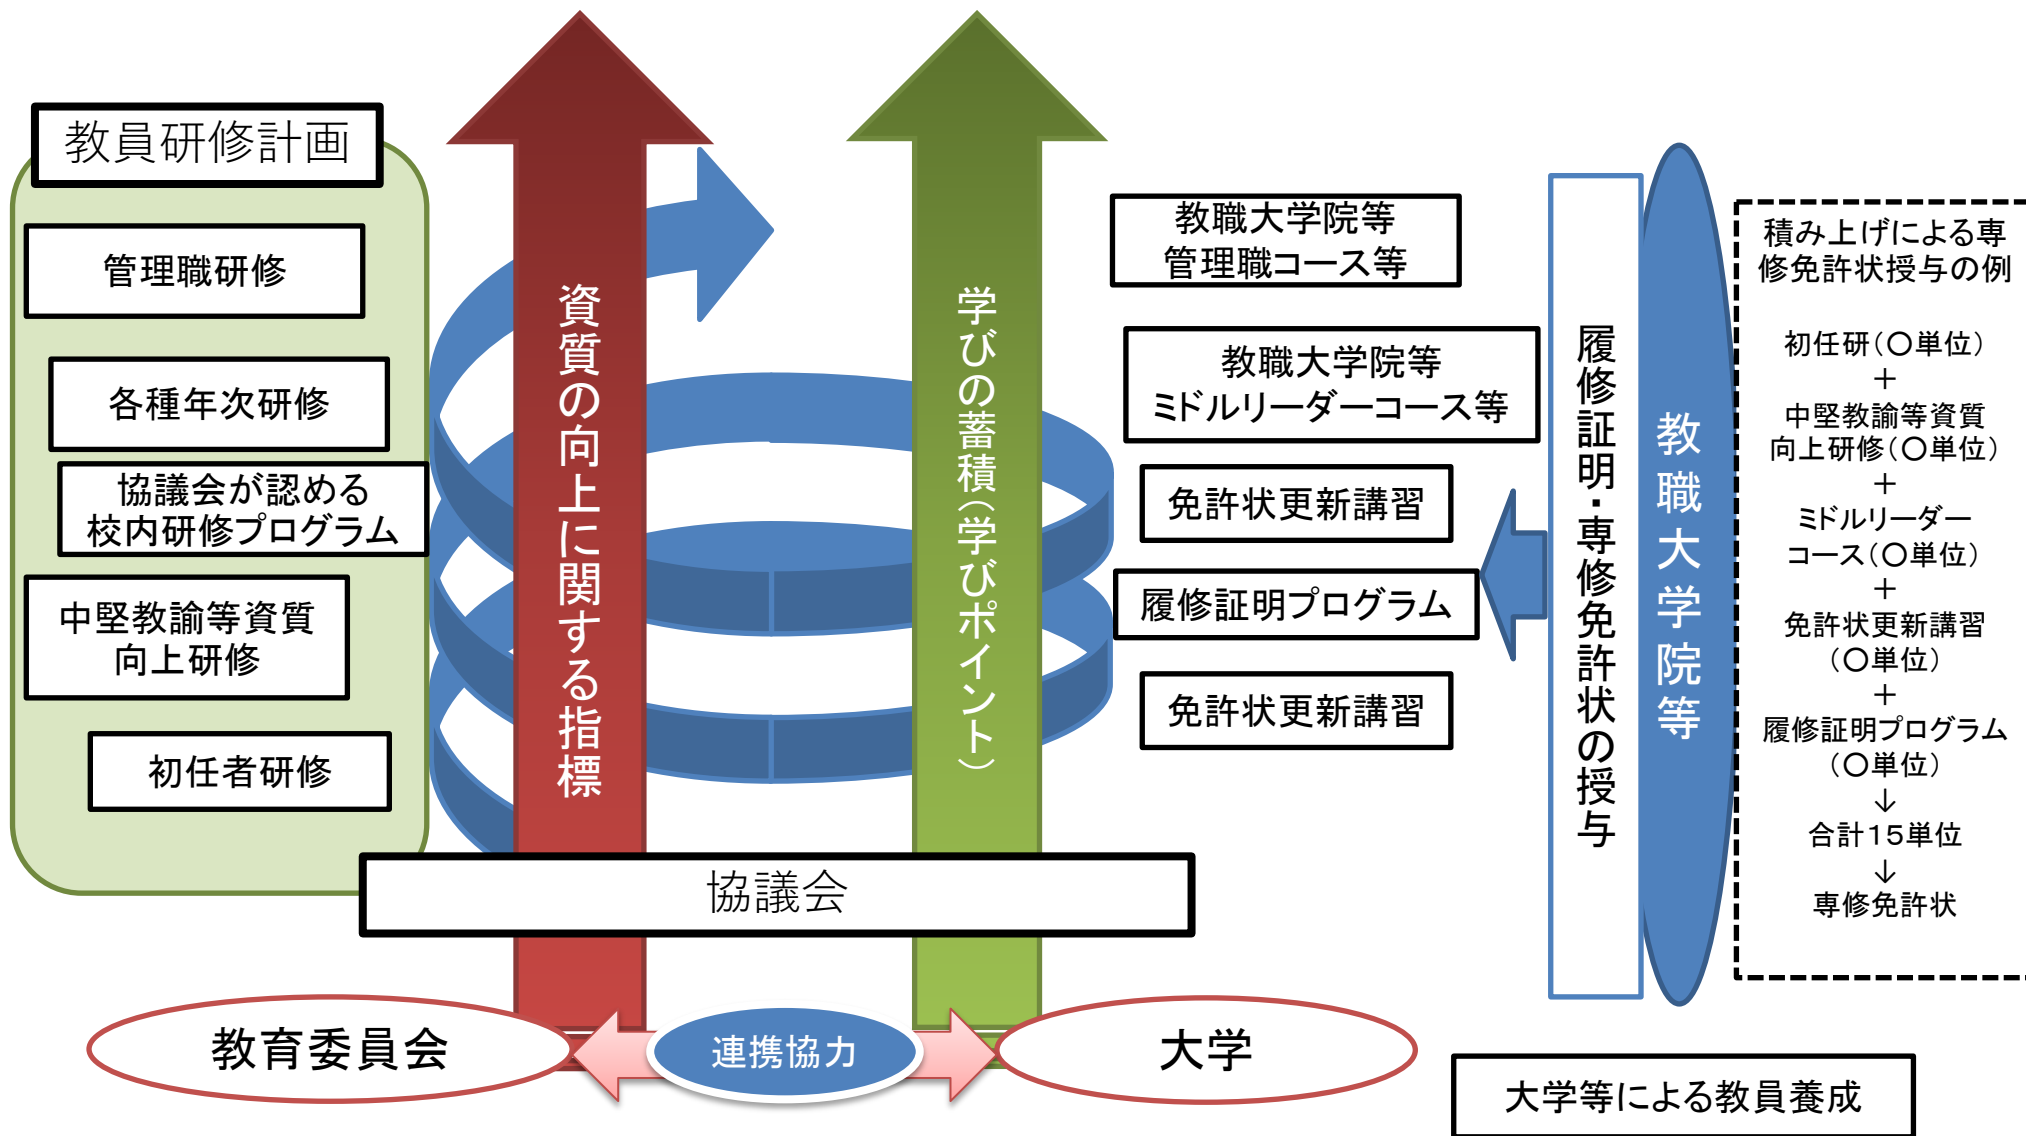 教員研修計画
管理職研修
各種年次研修
協議会が認める
校内研修プログラム
中堅教諭等資質
向上研修
初任者研修
資質の向上に関する指標
学びの蓄積（学びポイント）
教職大学院等
管理職コース等
教職大学院等
ミドルリーダーコース等
免許状更新講習
履修証明プログラム
免許状更新講習
履修証明・専修免許状の授与
教職大学院等
積み上げによる専
修免許状授与の例
初任研（〇単位）
＋
中堅教諭等資質
向上研修（〇単位）
＋
ミドルリーダー
コース（〇単位）
＋
免許状更新講習
（〇単位）
＋
履修証明プログラム
（〇単位）
↓
合計１５単位
↓
専修免許状
協議会
教育委員会
連携協力
大学
大学等による教員養成